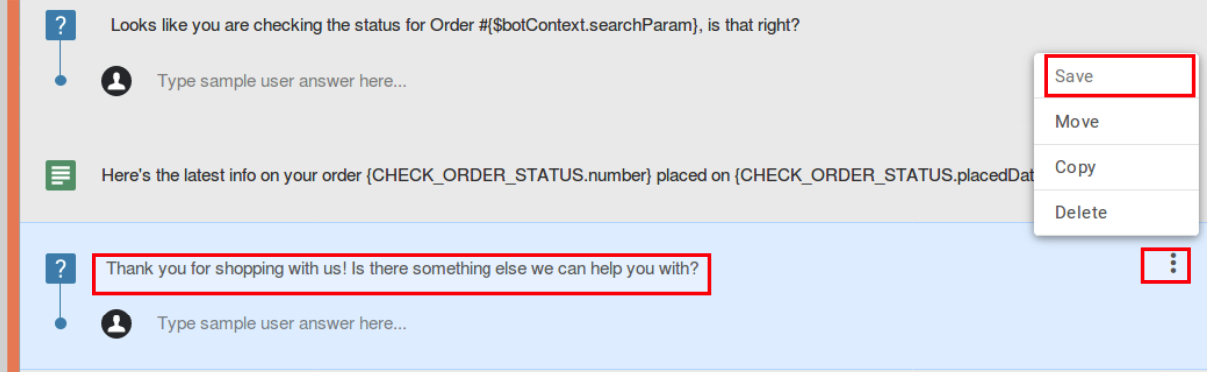 Looks like you are checking the status for Order #{$botContext.searchParam}, is that right?
Type sample user answer here...
Save
Move
Copy
Here's the latest info on your order {CHECK_ORDER_STATUS.number} placed on {CHECK_ORDER_STATUS.placedDat
Delete
Thank you for shopping with us! Is there something else we can help you with?
Type sample user answer here...